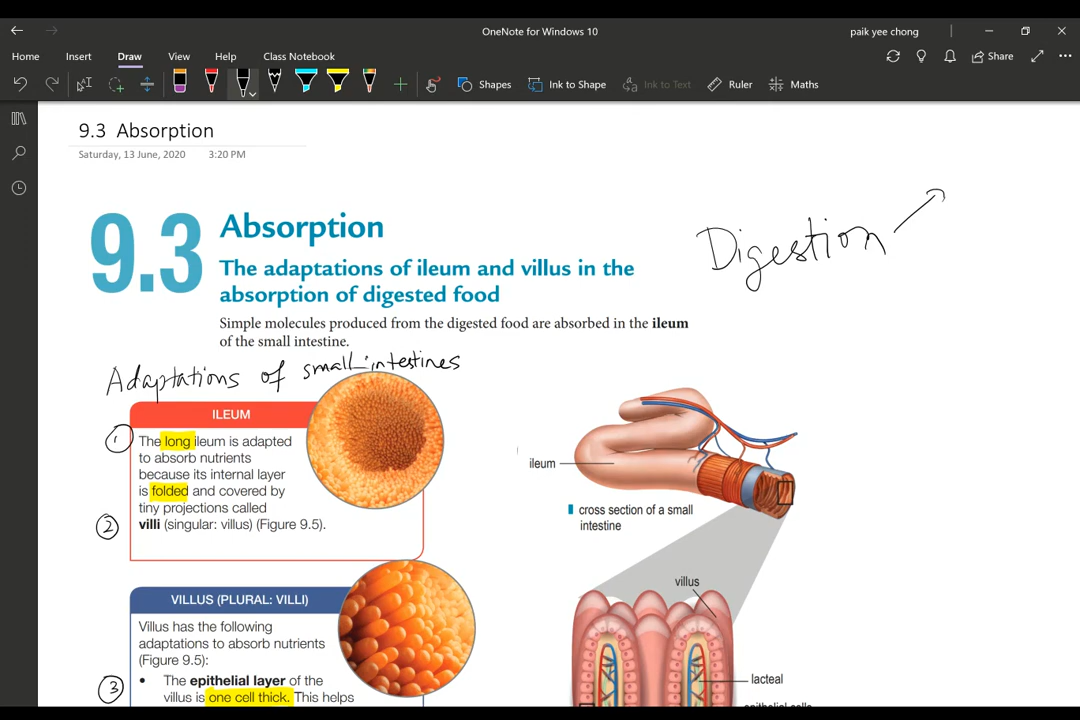 OneNote for Windows 10
paik yee chong
Home Insert Draw View Help Class Notebook
Share
Shapes Ink to Shape Ink to Text Ruler Maths
9.3 Absorption
Saturday, 13 June, 2020 3:20 PM
9.3 Absorption
The adaptations of ileum and villus in the
absorption of digested food
Simple molecules produced from the digested food are absorbed in the ileum
of the small intestine.
Digestion
Adaptations of small intestines
ILEUM
1 The long ileum is adapted
to absorb nutrients
because its internal layer
is folded and covered by
tiny projections called
2 villi (singular: villus) (Figure 9.5).
ileum
cross section of a small
intestine
villus
lacteal
epithelial cells
VILLUS (PLURAL: VILLI)
Villus has the following
adaptations to absorb nutrients
(Figure 9.5):
3 • The epithelial layer of the
villus is one cell thick. This helps